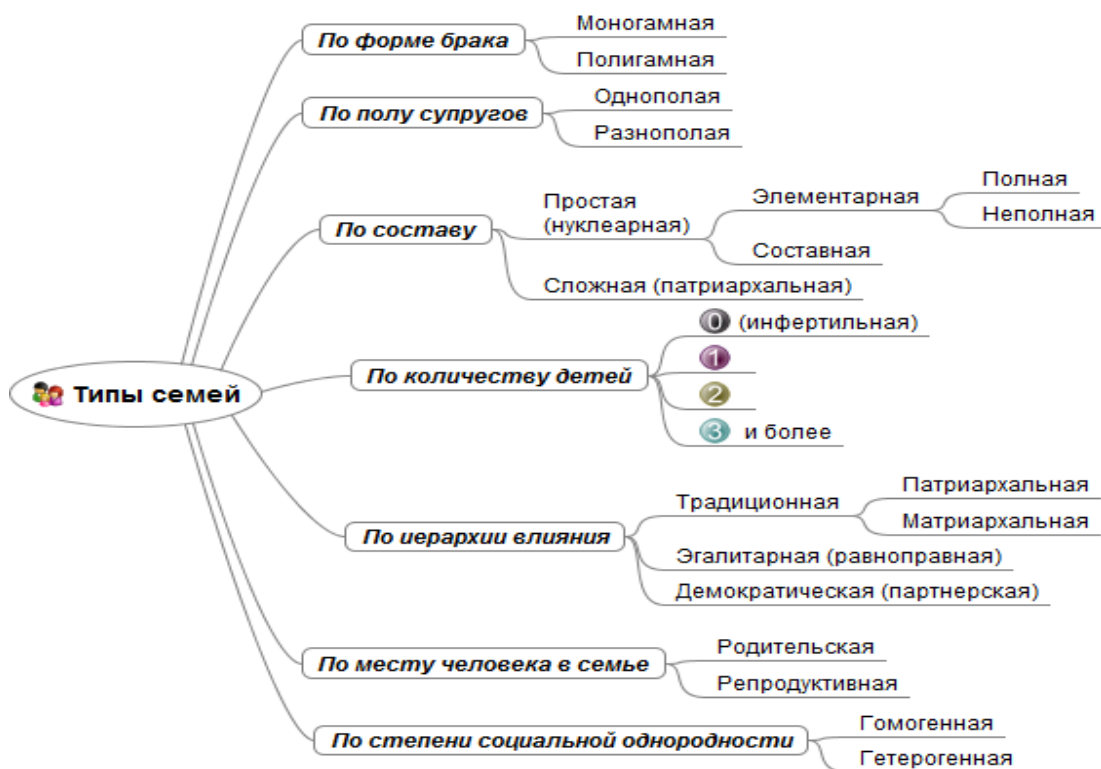 Типы семей
По форме брака
Моногамная
Полигамная
По полу супругов
Однополая
Разнополая
По составу
Простая
(нуклеарная)
Элементарная
Полная
Неполная
Составная
Сложная (патриархальная)
По количеству детей
0 (инфертильная)
1
2
3 и более
По иерархии влияния
Традиционная
Патриархальная
Матриархальная
Эгалитарная (равноправная)
Демократическая (партнерская)
По месту человека в семье
Родительская
Репродуктивная
По степени социальной однородности
Гомогенная
Гетерогенная